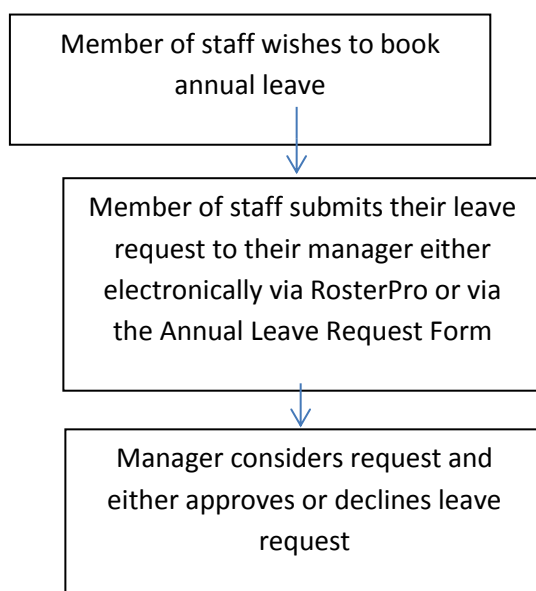 Member of staff wishes to book
annual leave
Member of staff submits their leave
request to their manager either
electronically via RosterPro or via
the Annual Leave Request Form
Manager considers request and
either approves or declines leave
request